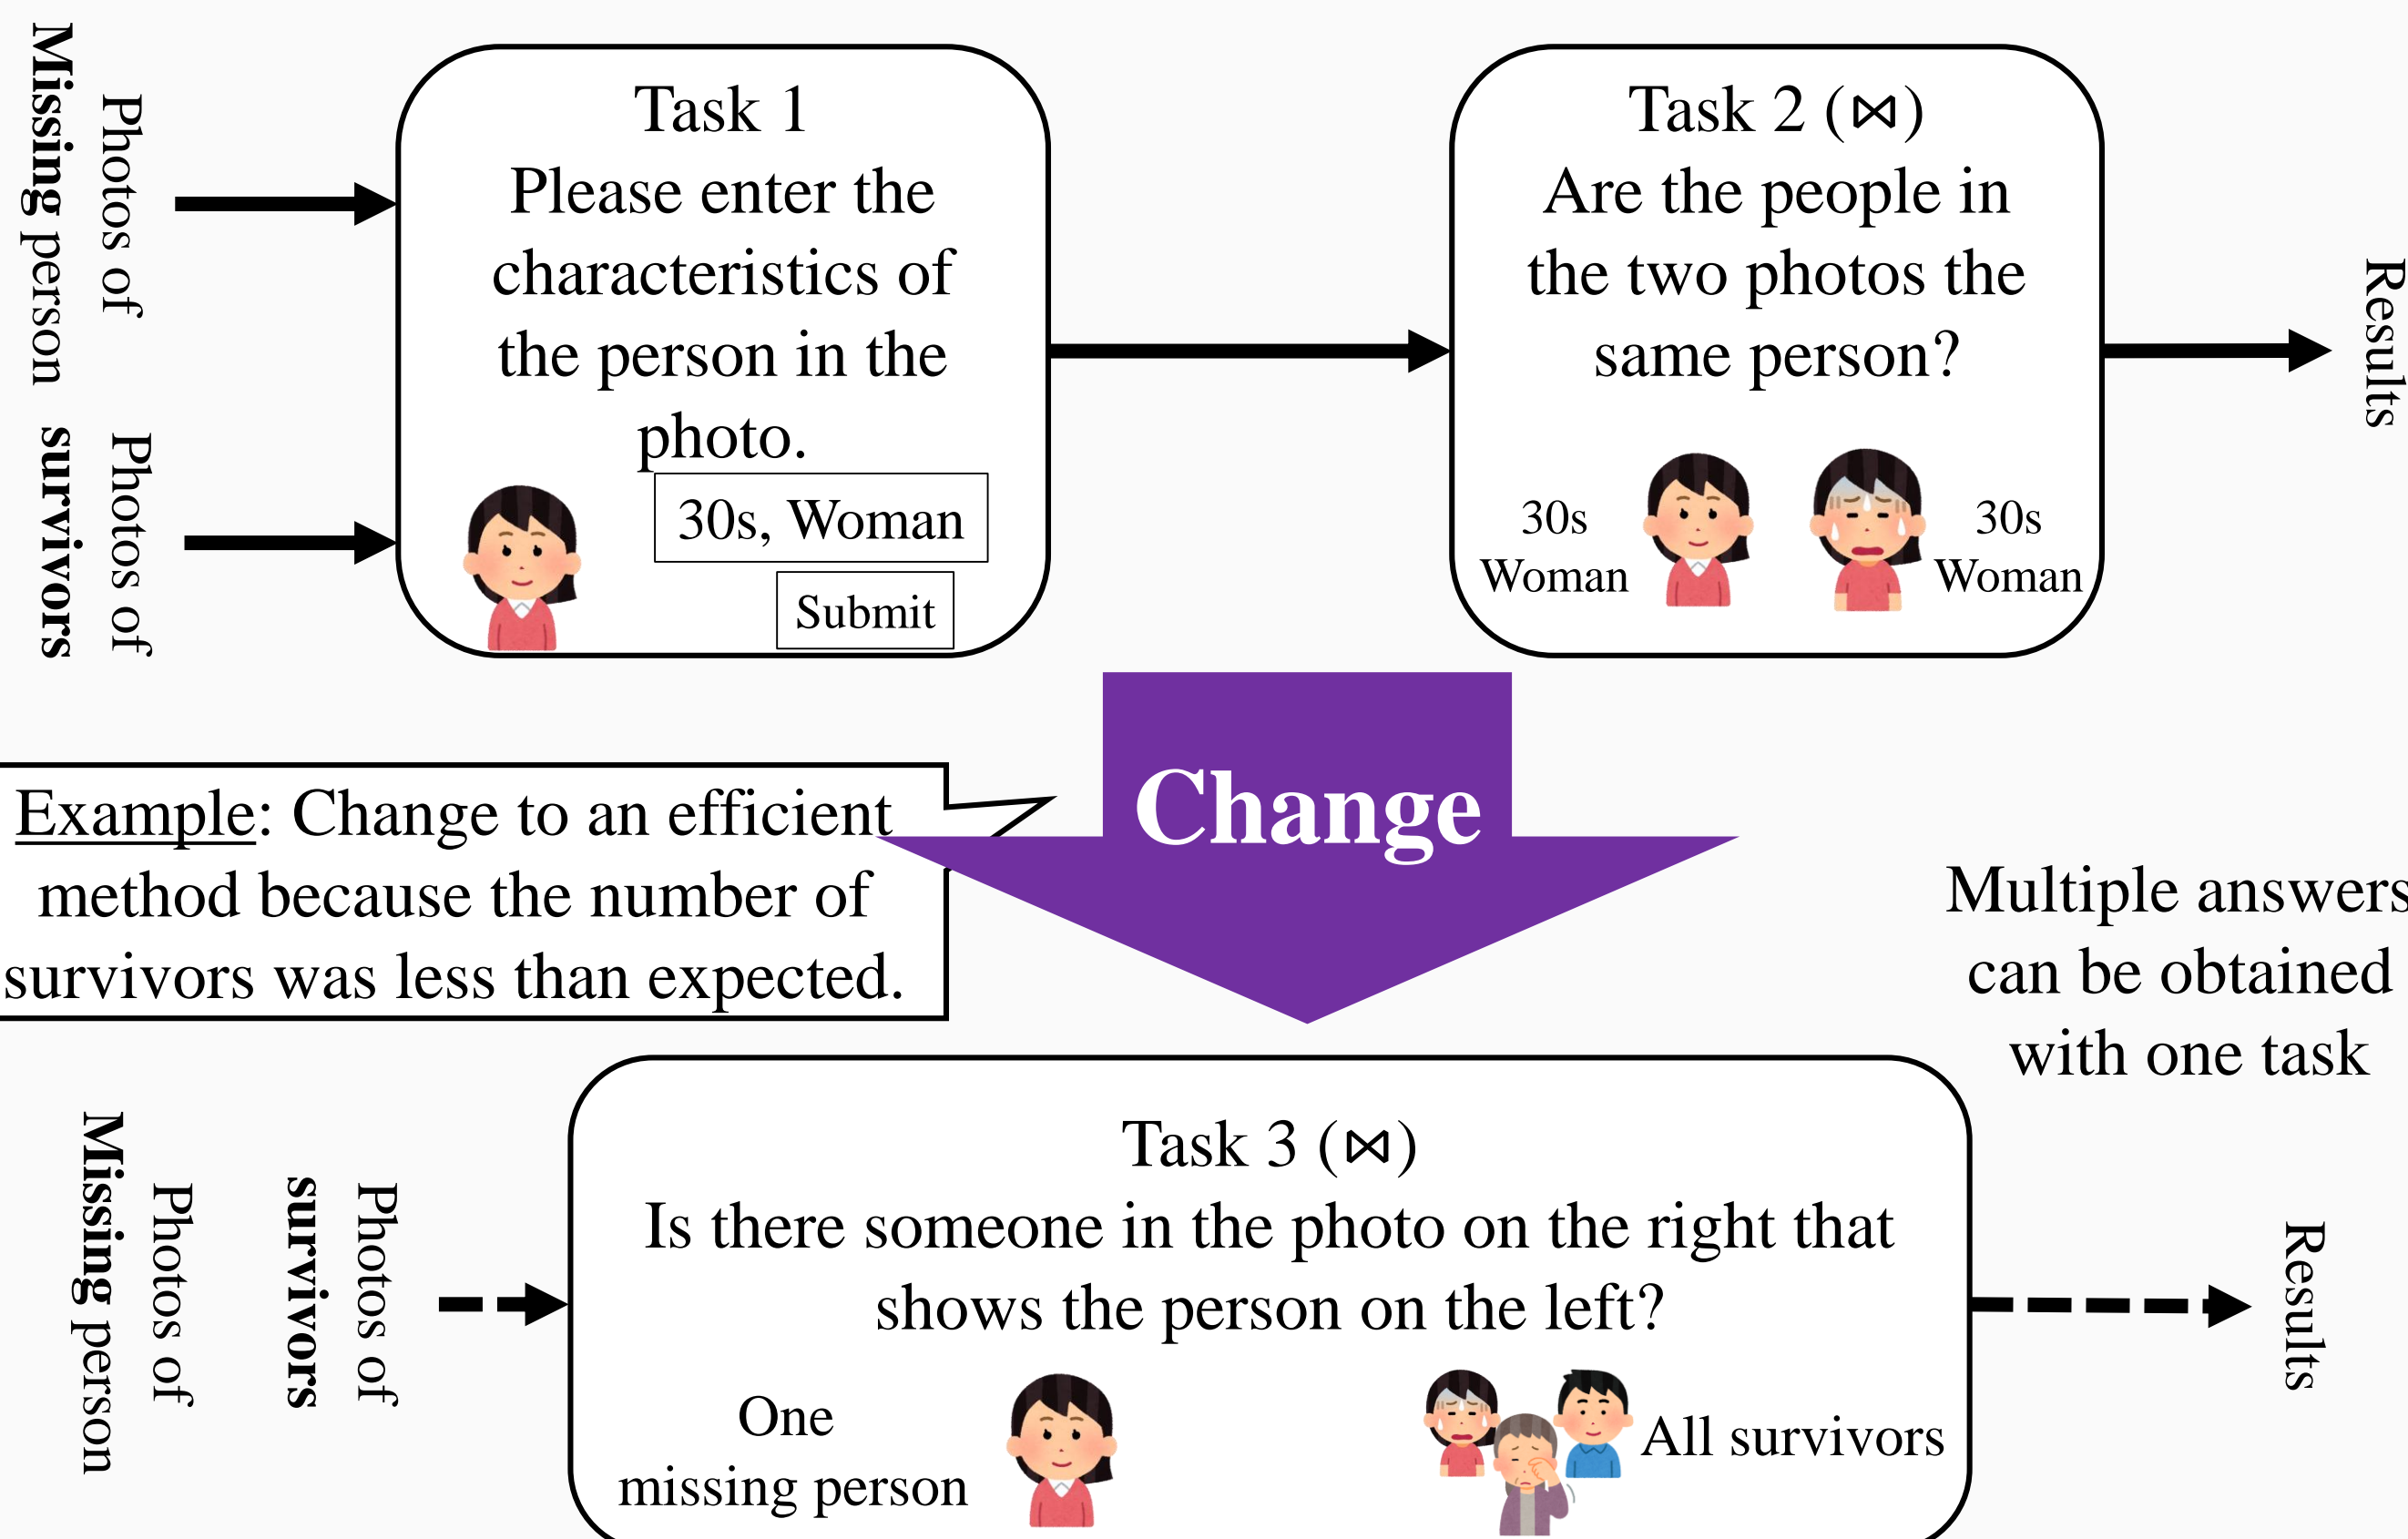 Photos of
Missing person
Photos of
survivors
Task 1
Please enter the
characteristics of
the person in the
photo.
30s, Woman
Submit
Task 2 (⋈)
Are the people in
the two photos the
same person?
30s
Woman
30s
Woman
Results
Change
Example: Change to an efficient
method because the number of
survivors was less than expected.
Multiple answers
can be obtained
with one task
Photos of
Missing person
Photos of
survivors
Task 3 (⋈)
Is there someone in the photo on the right that
shows the person on the left?
One
missing person
All survivors
Results